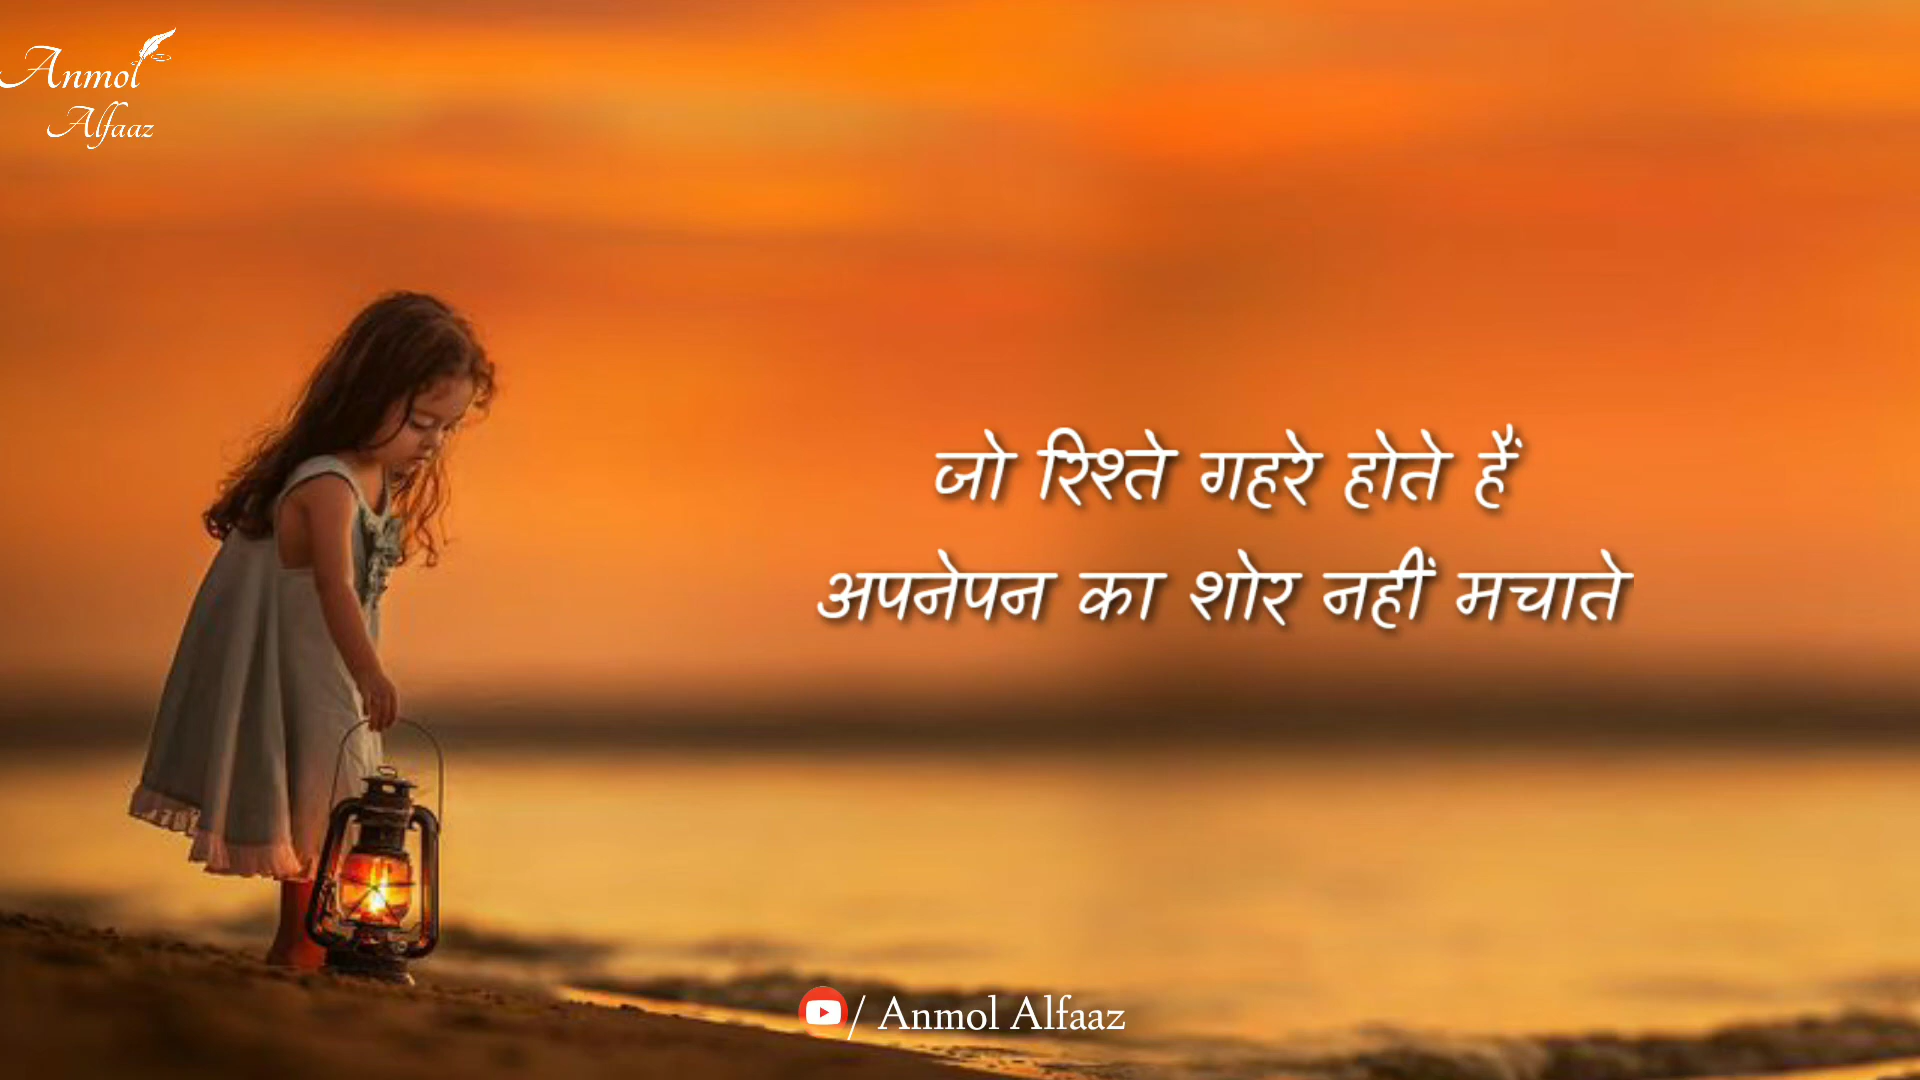 Anmol
Alfaaz
जो रिश्ते गहरे होते हैं
अपनेपन का शोर नहीं मचाते
/ Anmol Alfaaz